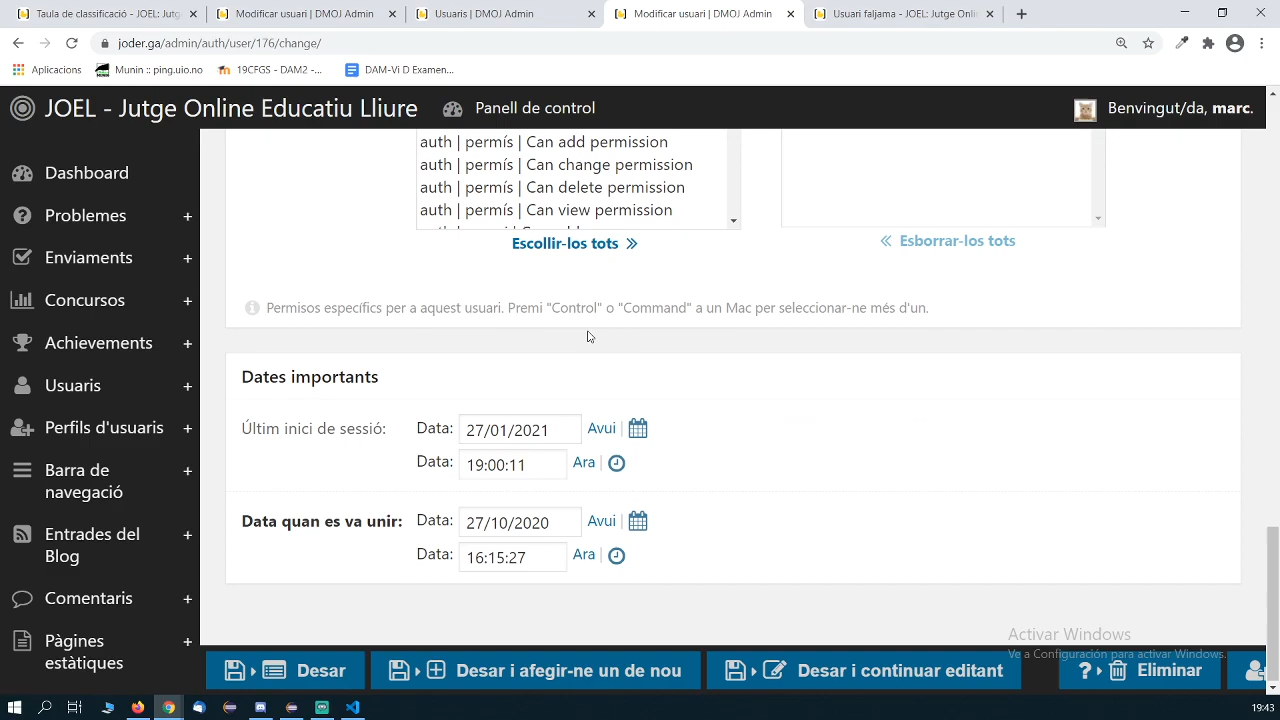 Taula de classificació - JOEL: Jutg
Modificar usuari | DMOJ Admin
Usuaris | DMOJ Admin
Modificar usuari | DMOJ Admin
Usuari faljama - JOEL: Jutge Onli
joder.ga/admin/auth/user/176/change/
Aplicacions
Munin :: ping.uio.no
19CFGS - DAM2 -...
DAM-Vi D Examen...
JOEL - Jutge Online Educatiu Lliure
Panell de control
Benvingut/da, marc.
Dashboard
Problemes +
Enviaments +
Concursos +
Achievements +
Usuaris +
Perfils d'usuaris +
Barra de
navegació +
Entrades del
Blog +
Comentaris +
Pàgines
estàtiques +
auth | permís | Can add permission
auth | permís | Can change permission
auth | permís | Can delete permission
auth | permís | Can view permission
Escollir-los tots »
« Esborrar-los tots
Permisos específics per a aquest usuari. Premi "Control" o "Command" a un Mac per seleccionar-ne més d'un.
Dates importants
Últim inici de sessió: Data: 27/01/2021 Avui |
Data: 19:00:11 Ara |
Data quan es va unir: Data: 27/10/2020 Avui |
Data: 16:15:27 Ara |
Activar Windows
Ve a Configuración para activar Windows.
Desar
Desar i afegir-ne un de nou
Desar i continuar editant
Eliminar
19:43